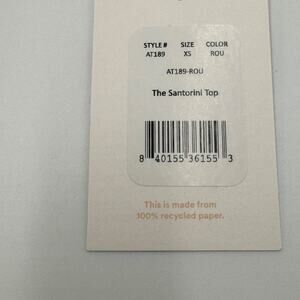 STYLE # SIZE COLOR
AT189 XS ROU
AT189-ROU
The Santorini Top
8 40155 36155 3
This is made from
100% recycled paper.